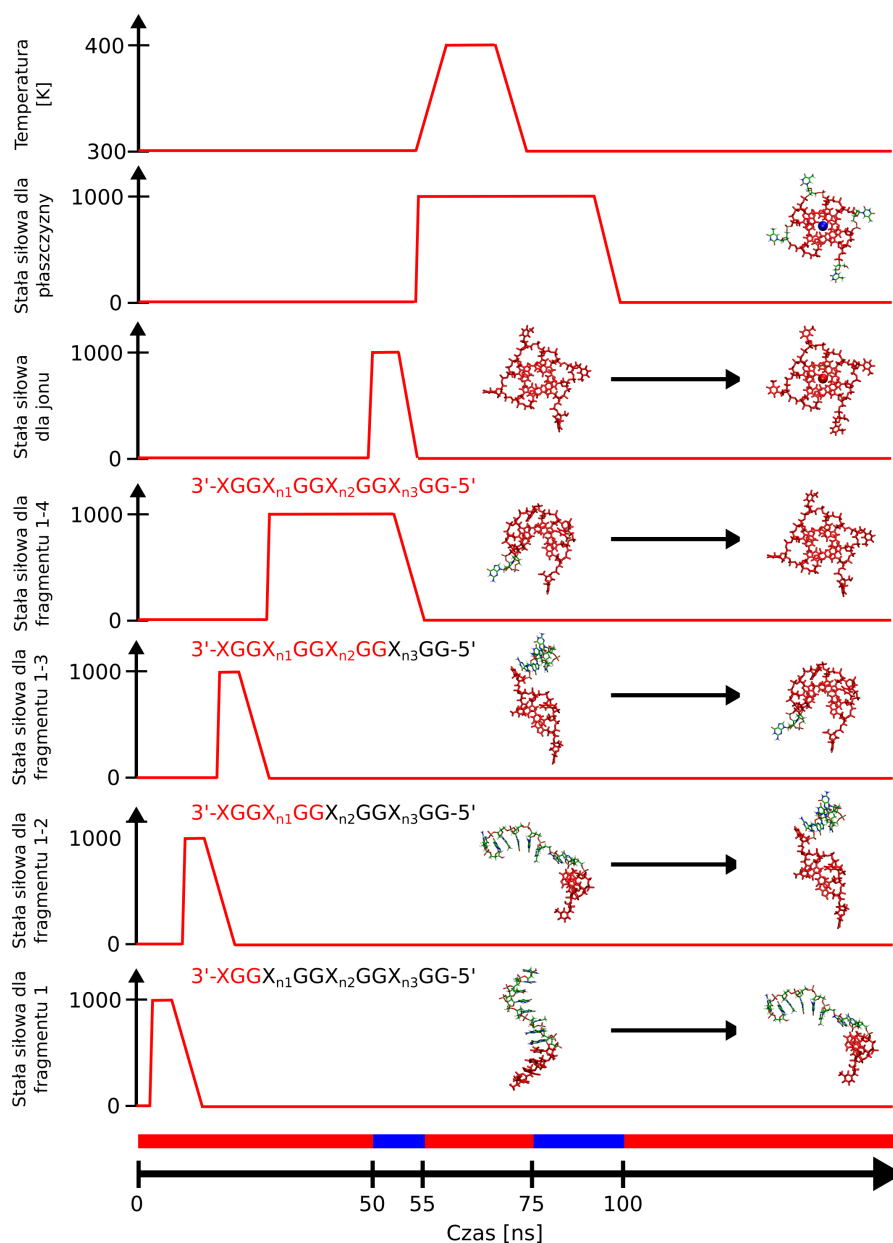 Temperatura
[K]
400
300
Stała siłowa dla
płaszczyzny
1000
0
Stała siłowa
dla jonu
1000
0
Stała siłowa dla
fragmentu 1-4
3'-XGGXn1GGXn2GGXn3GG-5'
1000
0
Stała siłowa dla
fragmentu 1-3
3'-XGGXn1GGXn2GGXn3GG-5'
1000
0
Stała siłowa dla
fragmentu 1-2
3'-XGGXn1GGXn2GGXn3GG-5'
1000
0
Stała siłowa dla
fragmentu 1
3'-XGGXn1GGXn2GGXn3GG-5'
1000
0
0 50 55 75 100
Czas [ns]